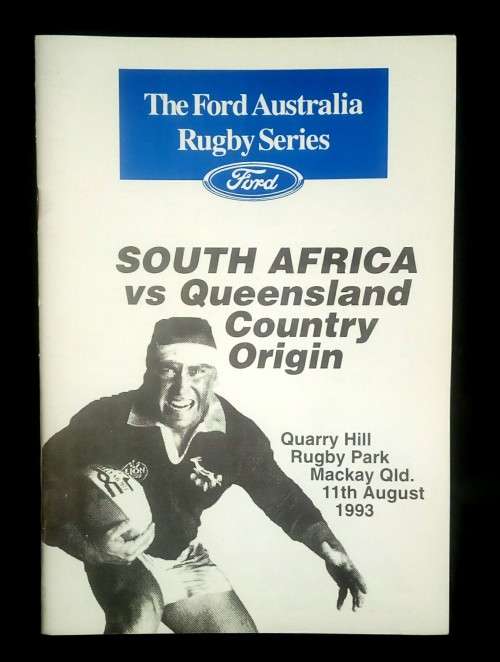 The Ford Australia
Rugby Series
Ford
SOUTH AFRICA
vs Queensland
Country
Origin
Quarry Hill
Rugby Park
Mackay Qld.
11th August
1993
LION